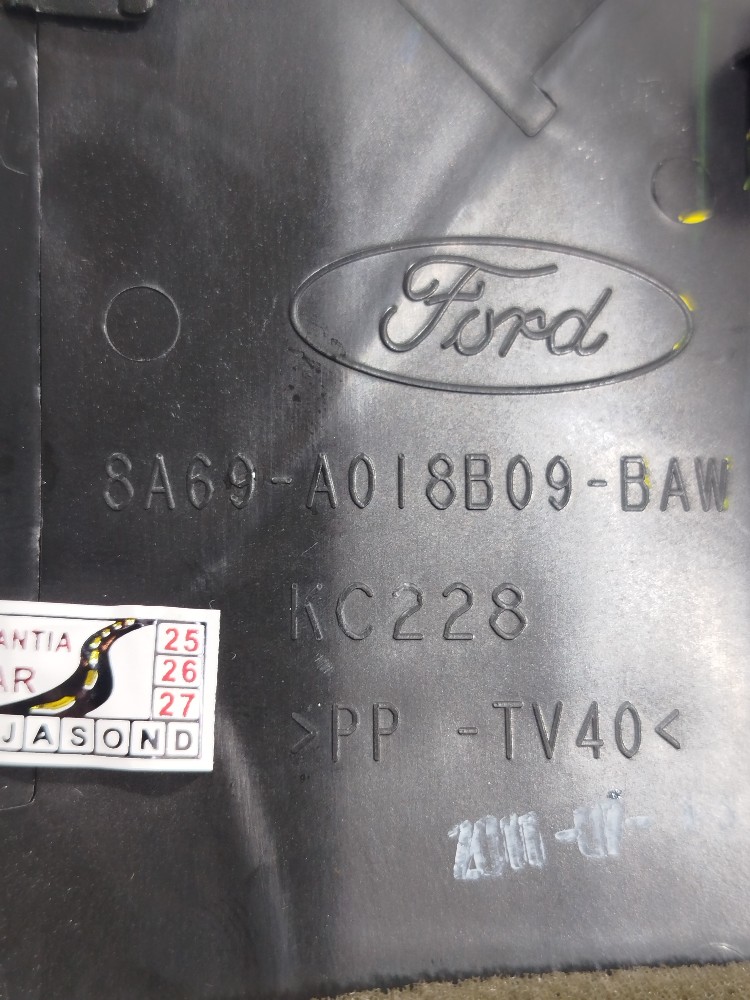 Ford
8A69-A018B09-BAW
KC228
ANTIA
AR
25
26
27
JASOND
>PP -TV40<